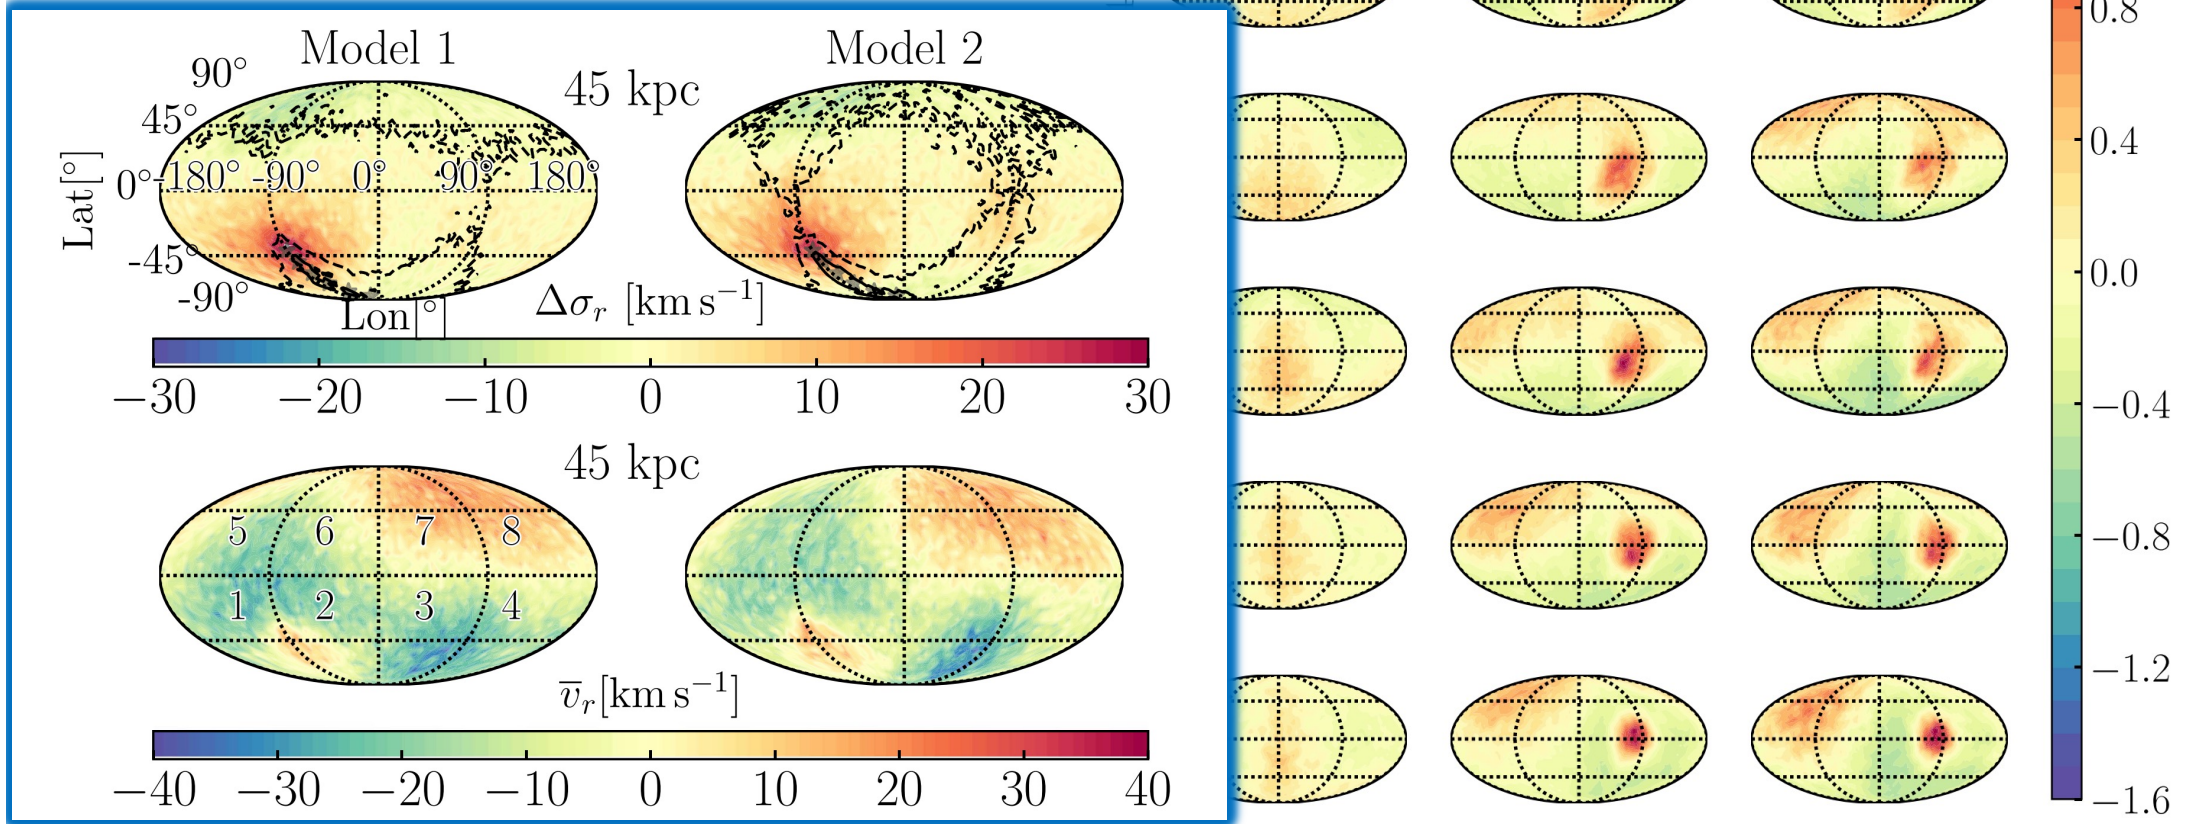 Model 1
Model 2
45 kpc
90°
45°
0°
-45°
-90°
Lat[°]
-180° -90° 0° 90° 180°
Lon[°]
Δσr [km s−1]
−30 −20 −10 0 10 20 30
45 kpc
5 6 7 8
1 2 3 4
v̅r[km s−1]
−40 −30 −20 −10 0 10 20 30 40
0.8
0.4
0.0
−0.4
−0.8
−1.2
−1.6